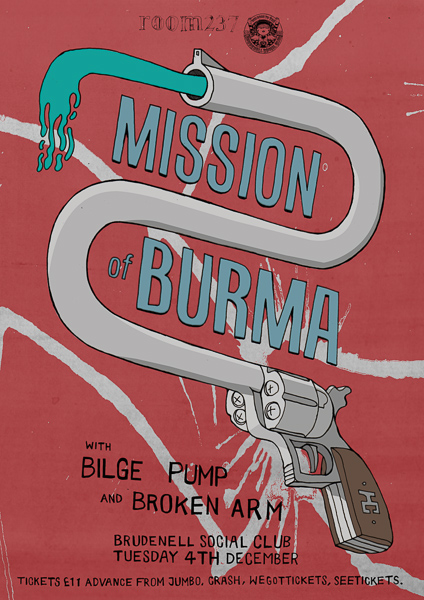 room237
MISSION
of BURMA
WITH
BILGE PUMP
AND BROKEN ARM
BRUDENELL SOCIAL CLUB
TUESDAY 4TH DECEMBER
TICKETS £11 ADVANCE FROM JUMBO, CRASH, WEGOTTICKETS, SEETICKETS.